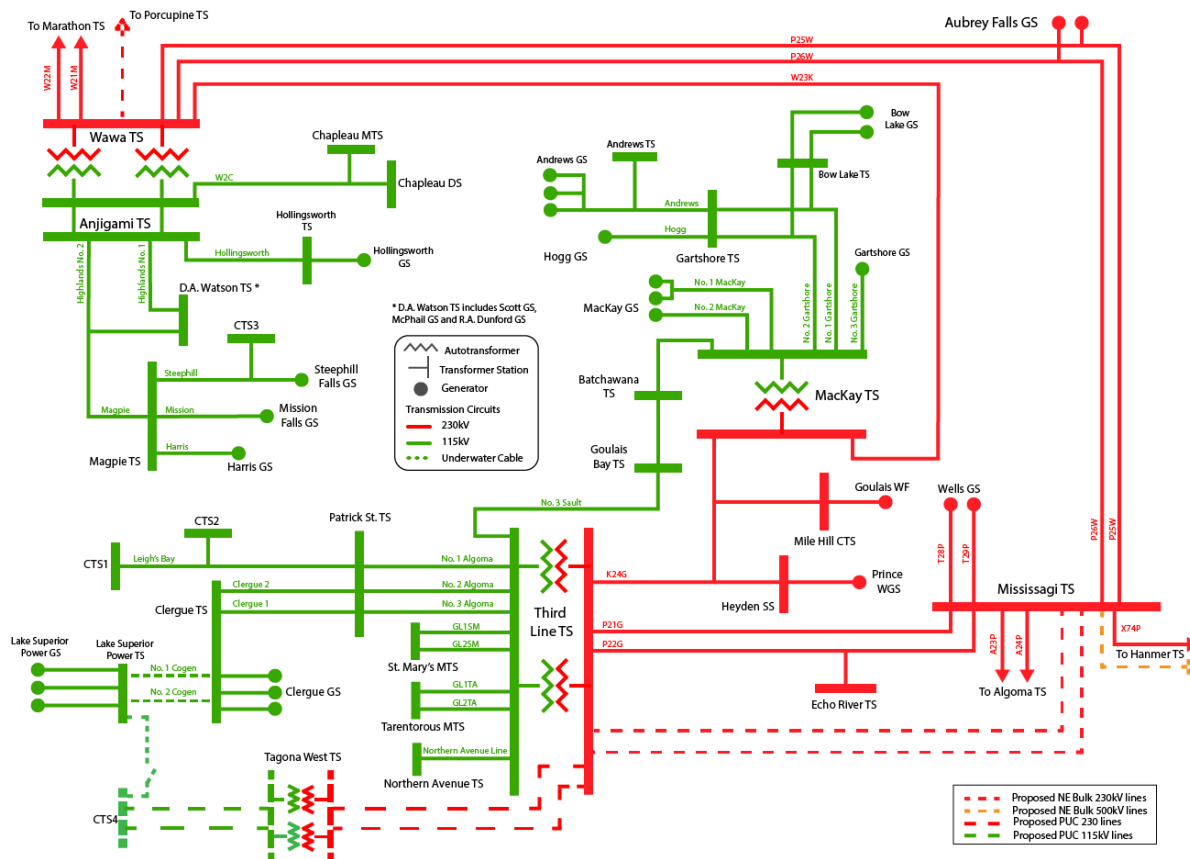 To Marathon TS
To Porcupine TS
Aubrey Falls GS
P25W
P26W
W23K
W22M
W21M
Wawa TS
Chapleau MTS
W2C
Chapleau DS
Anjigami TS
Hollingsworth
TS
Hollingsworth
Hollingsworth
GS
Highlands No. 2
Highlands No. 1
D.A. Watson TS *
CTS3
Steephill
Steephill
Falls GS
Magpie
Mission
Mission
Falls GS
Harris
Harris GS
Magpie TS
Bow
Lake GS
Andrews TS
Andrews GS
Bow Lake TS
Andrews
Hogg
Hogg GS
Gartshore TS
Gartshore GS
No. 1 MacKay
No. 2 MacKay
MacKay GS
No. 2 Gartshore
No. 1 Gartshore
No. 3 Gartshore
* D.A. Watson TS includes Scott GS,
McPhail GS and R.A. Dunford GS
Autotransformer
Transformer Station
Generator
Transmission Circuits
230kV
115kV
Underwater Cable
Batchawana
TS
MacKay TS
Goulais
Bay TS
No. 3 Sault
Goulais WF
Mile Hill CTS
Wells GS
T28P
T29P
P26W
P25W
Patrick St. TS
CTS2
CTS1
Leigh's Bay
No. 1 Algoma
No. 2 Algoma
No. 3 Algoma
Clergue 2
Clergue 1
Clergue TS
K24G
Heyden SS
Prince
WGS
Mississagi TS
Third
Line TS
P21G
P22G
X74P
To Hanmer TS
A23P
A24P
To Algoma TS
Echo River TS
Lake Superior
Power GS
Lake Superior
Power TS
No. 1 Cogen
No. 2 Cogen
Clergue GS
GL1SM
GL2SM
St. Mary's MTS
GL1TA
GL2TA
Tarentorous MTS
Northern Avenue Line
Northern Avenue TS
Tagona West TS
CTS4
Proposed NE Bulk 230kV lines
Proposed NE Bulk 500kV lines
Proposed PUC 230 lines
Proposed PUC 115kV lines